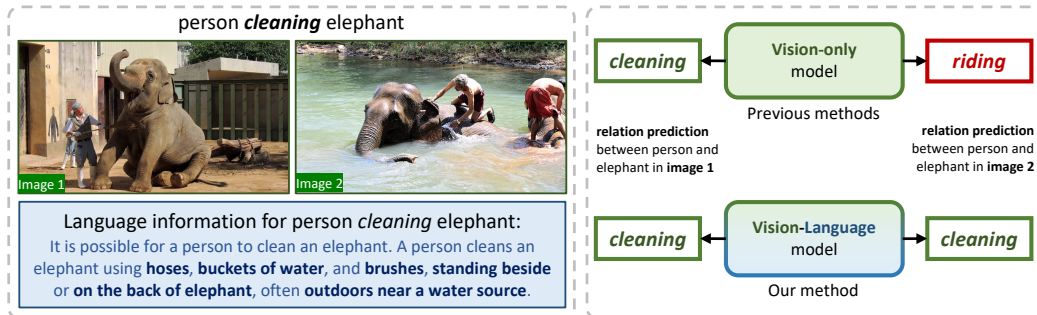 person cleaning elephant
Image 1
Image 2
Language information for person cleaning elephant:
It is possible for a person to clean an elephant. A person cleans an
elephant using hoses, buckets of water, and brushes, standing beside
or on the back of elephant, often outdoors near a water source.
cleaning
Vision-only
model
riding
Previous methods
relation prediction
between person and
elephant in image 1
relation prediction
between person and
elephant in image 2
cleaning
Vision-Language
model
cleaning
Our method